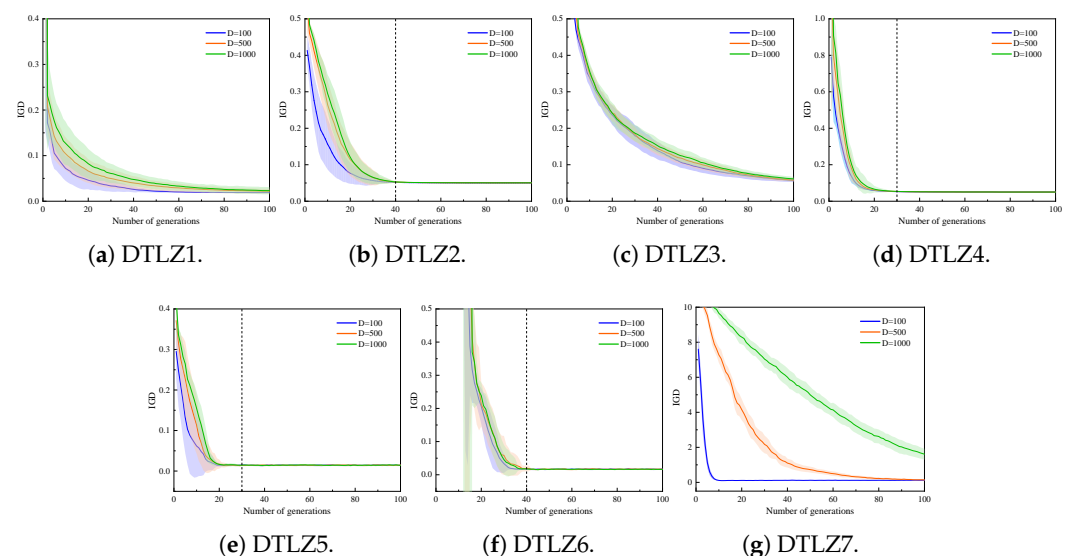 0.4
0.3
0.2
0.1
0.0
IGD
0 20 40 60 80 100
Number of generations
D=100
D=500
D=1000
(a) DTLZ1.
0.5
0.4
0.3
0.2
0.1
0.0
IGD
0 20 40 60 80 100
Number of generations
D=100
D=500
D=1000
(b) DTLZ2.
0.5
0.4
0.3
0.2
0.1
0.0
IGD
0 20 40 60 80 100
Number of generations
D=100
D=500
D=1000
(c) DTLZ3.
1.0
0.8
0.6
0.4
0.2
0.0
IGD
0 20 40 60 80 100
Number of generations
D=100
D=500
D=1000
(d) DTLZ4.
0.4
0.3
0.2
0.1
0.0
IGD
0 20 40 60 80 100
Number of generations
D=100
D=500
D=1000
(e) DTLZ5.
0.5
0.4
0.3
0.2
0.1
0.0
IGD
0 20 40 60 80 100
Number of generations
D=100
D=500
D=1000
(f) DTLZ6.
10
8
6
4
2
0
IGD
0 20 40 60 80 100
Number of generations
D=100
D=500
D=1000
(g) DTLZ7.